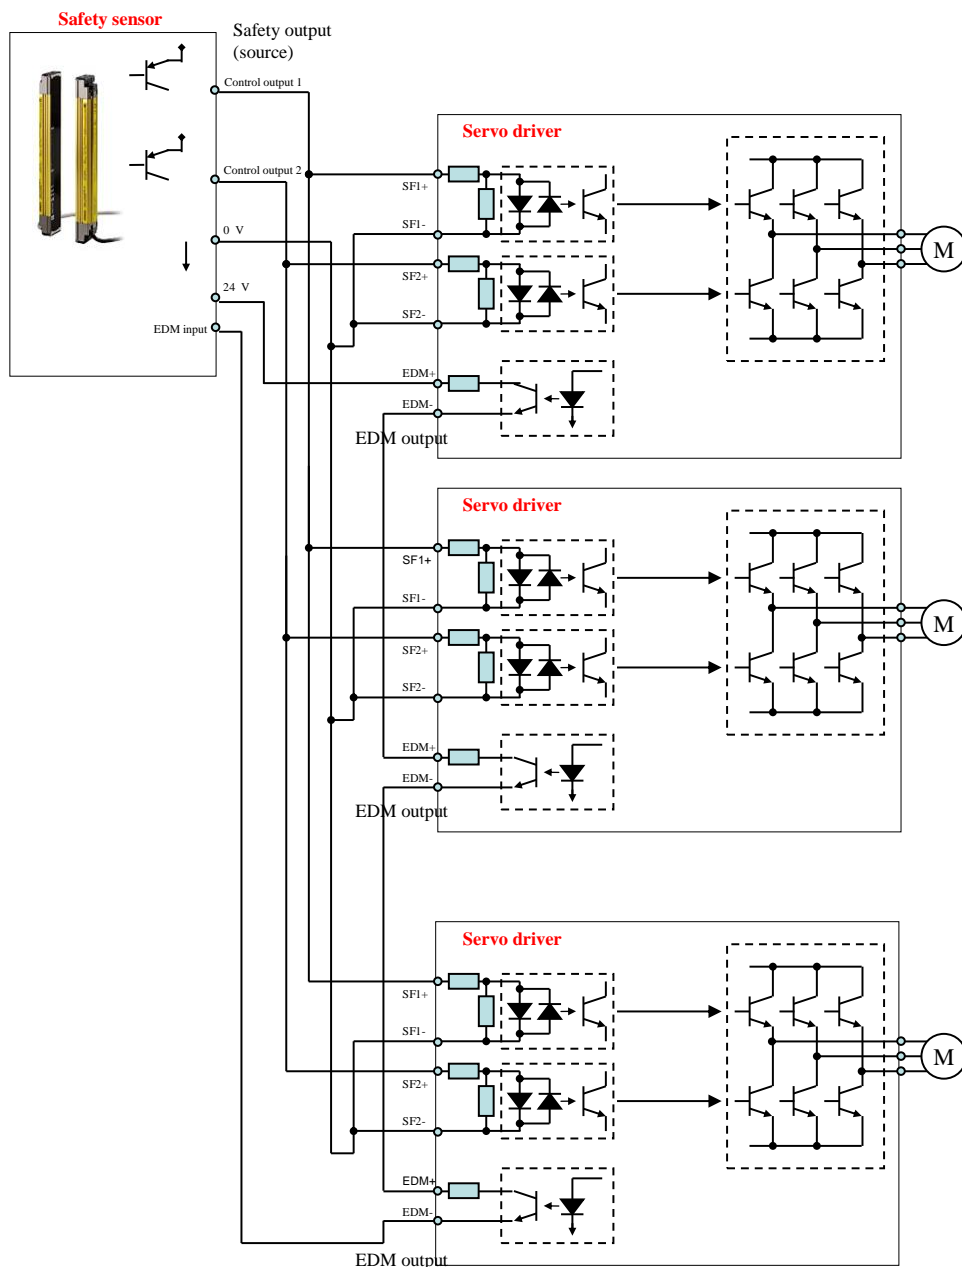 Safety sensor
Safety output
(source)
Control output 1
Control output 2
0 V
24 V
EDM input
Servo driver
SF1+
SF1-
SF2+
SF2-
EDM+
EDM-
EDM output
M
Servo driver
SF1+
SF1-
SF2+
SF2-
EDM+
EDM-
EDM output
M
Servo driver
SF1+
SF1-
SF2+
SF2-
EDM+
EDM-
EDM output
M